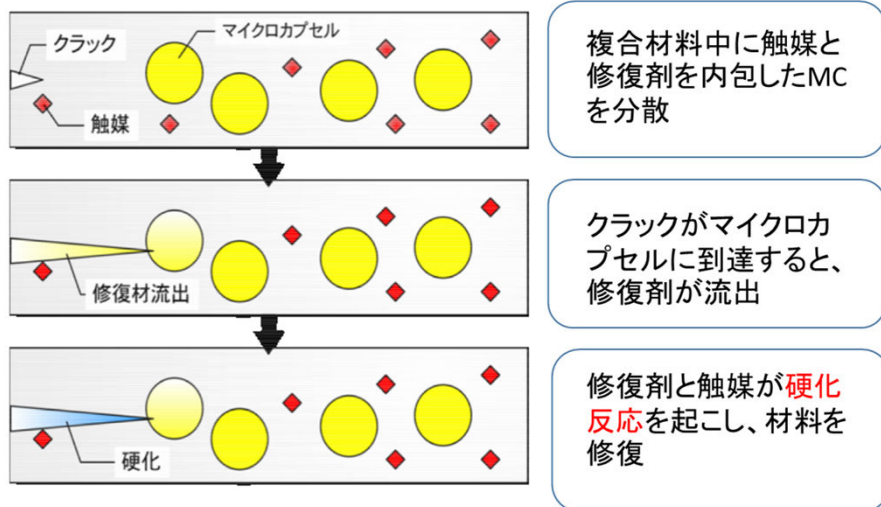 クラック
マイクロカプセル
触媒
複合材料中に触媒と
修復剤を内包したMC
を分散
修復材流出
クラックがマイクロカ
プセルに到達すると、
修復剤が流出
硬化
修復剤と触媒が硬化
反応を起こし、材料を
修復